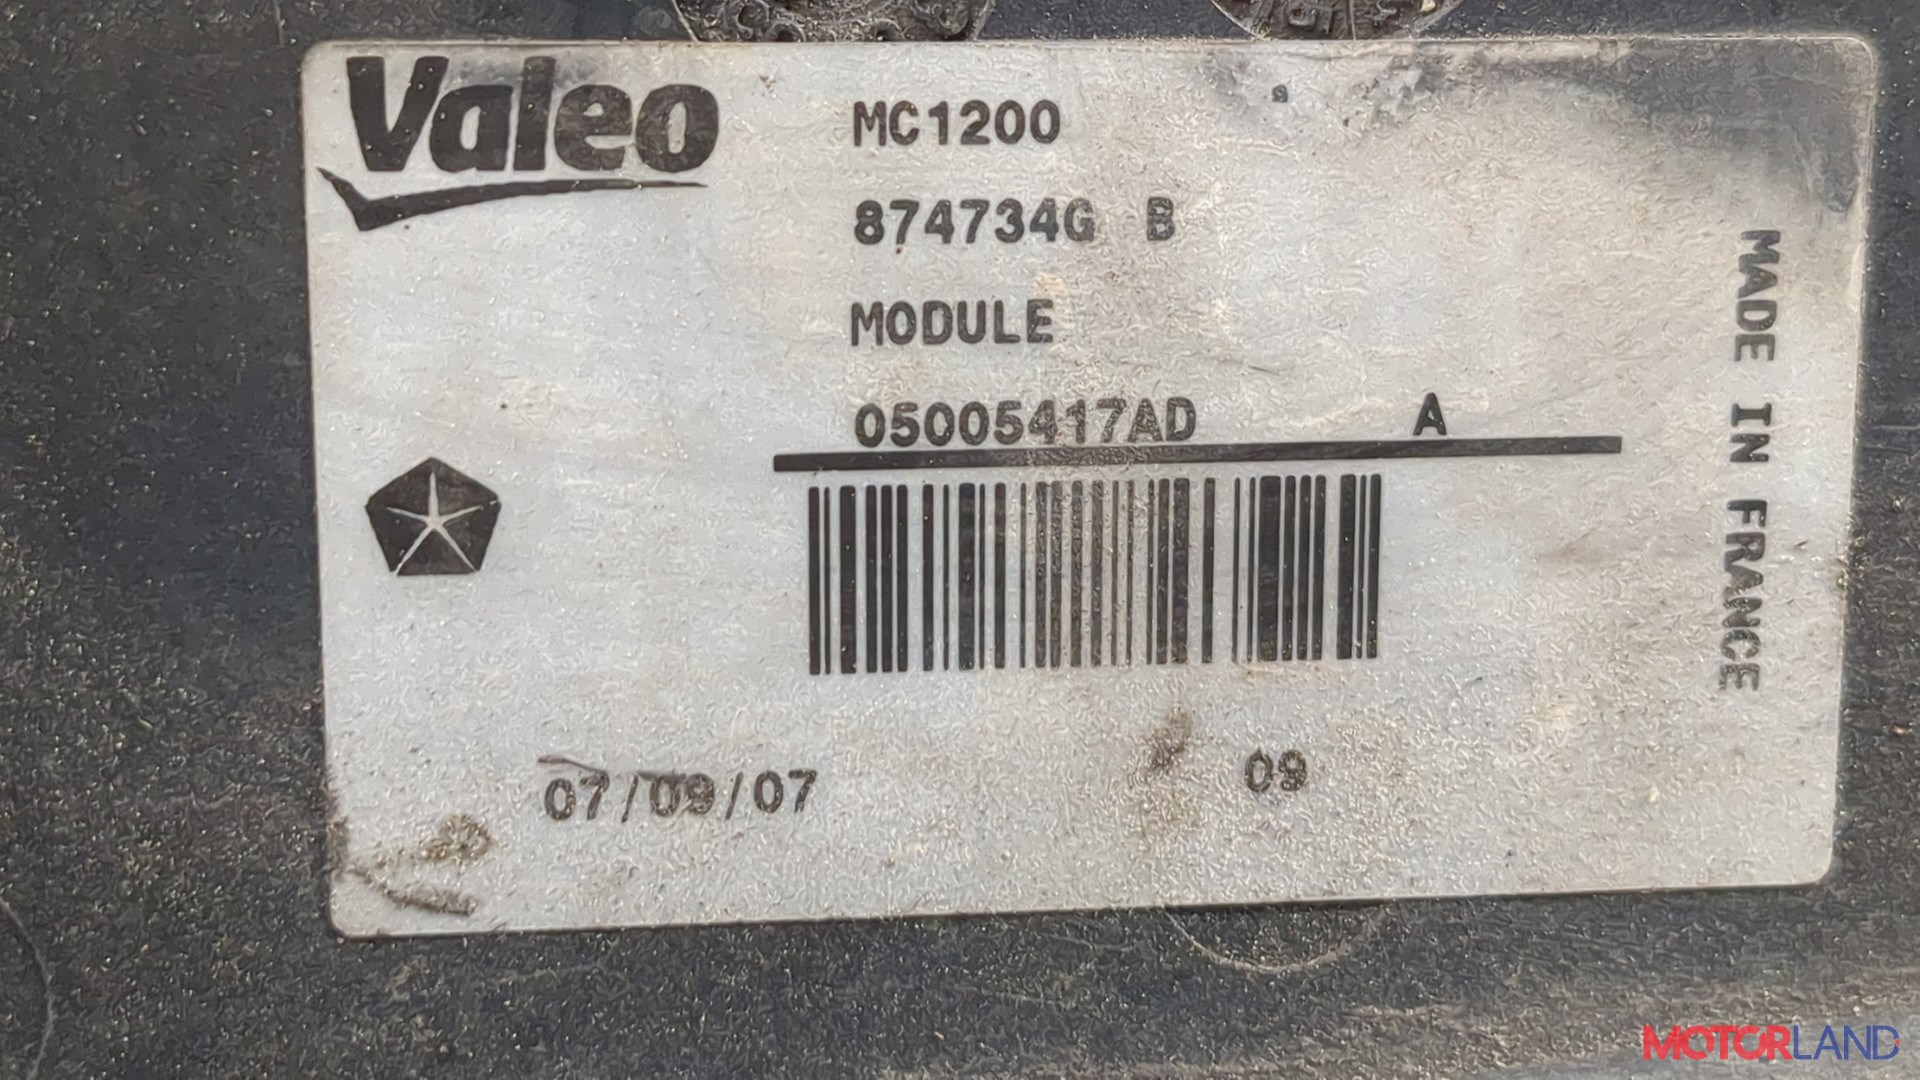 Valeo
MC1200
874734G B
MODULE
05005417AD A
MADE IN FRANCE
07/09/07 09
MOTORLAND